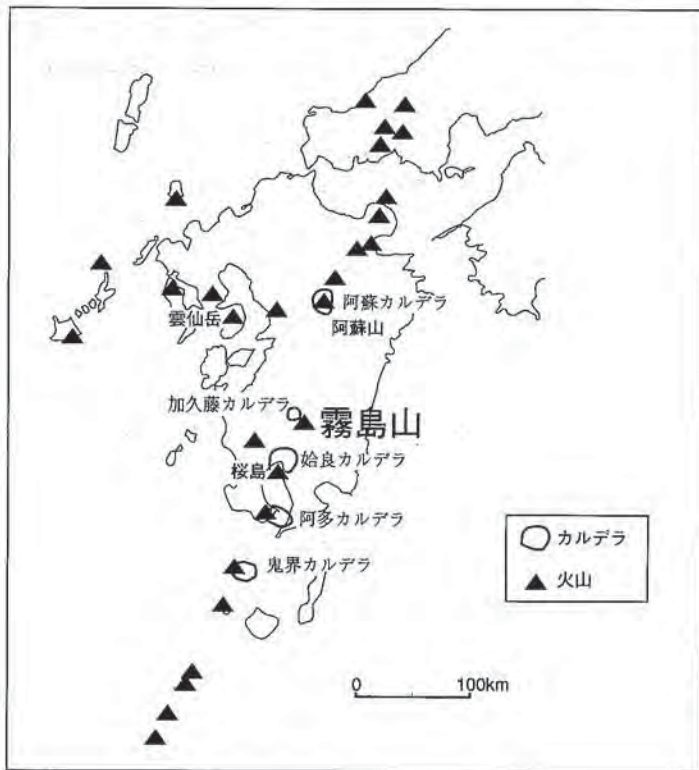 阿蘇カルデラ
雲仙岳
阿蘇山
加久藤カルデラ
霧島山
姶良カルデラ
桜島
阿多カルデラ
カルデラ
鬼界カルデラ
火山
0 100km